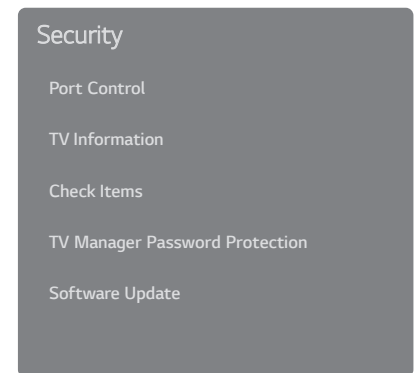 Security
Port Control
TV Information
Check Items
TV Manager Password Protection
Software Update